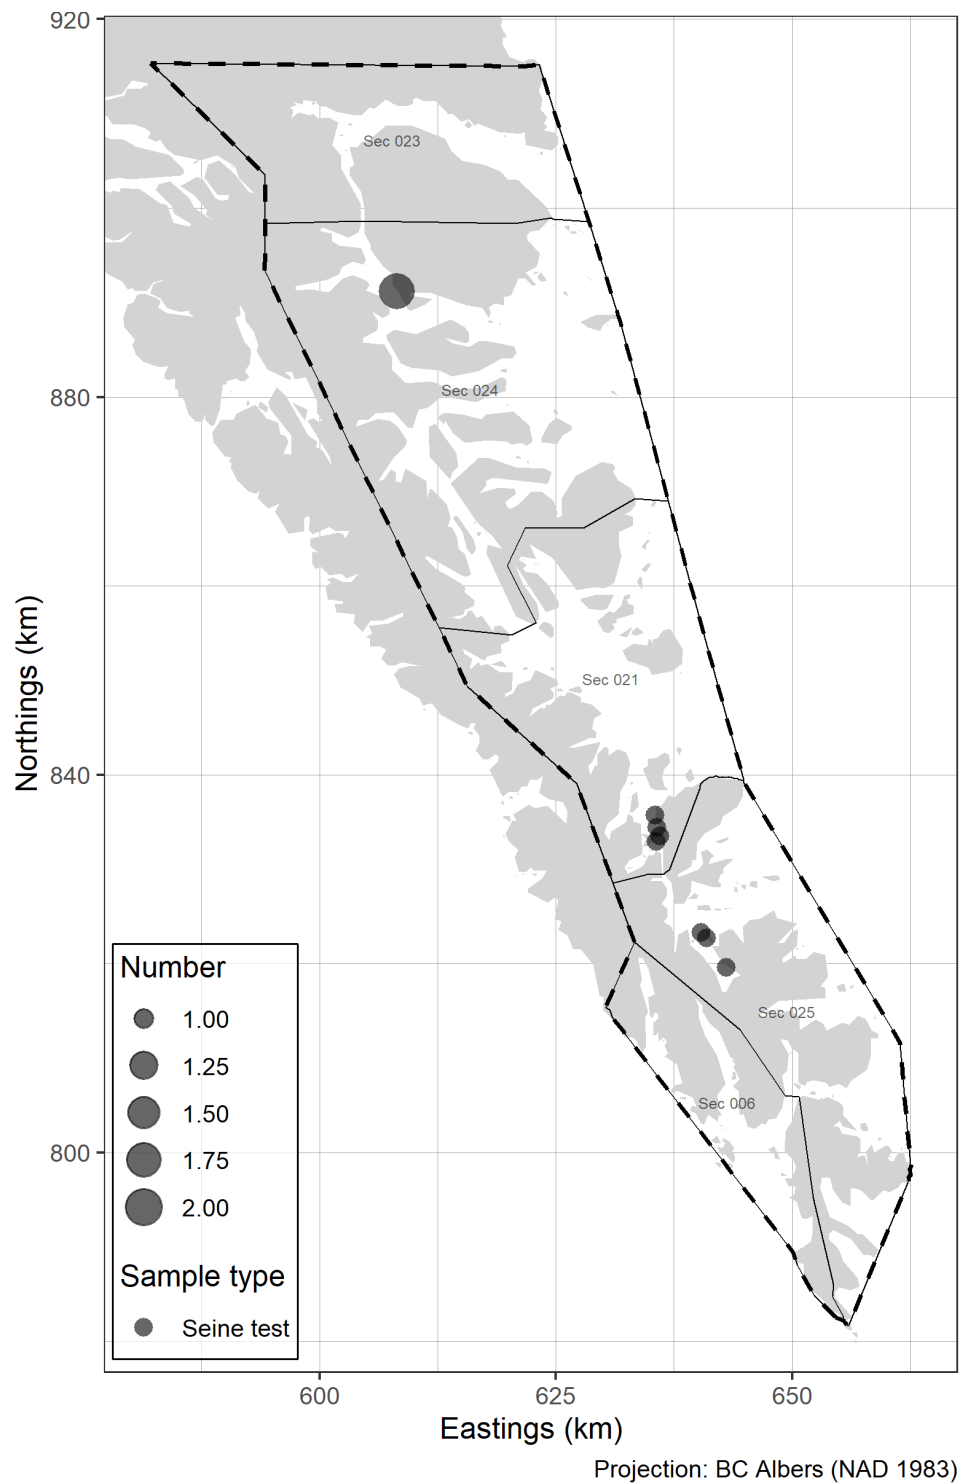 920
Sec 023
880
Sec 024
Northings (km)
Sec 021
840
Number
1.00
Sec 025
1.25
Sec 006
1.50
800
1.75
2.00
Sample type
Seine test
600
625
650
Eastings (km)
Projection: BC Albers (NAD 1983)